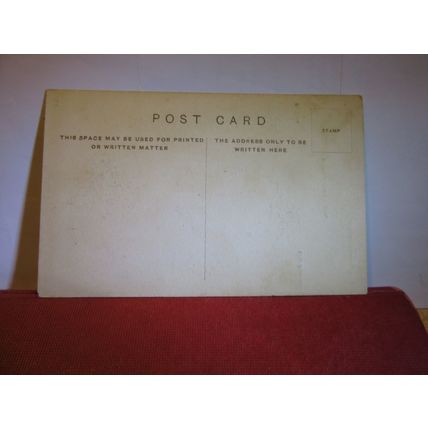 POST CARD
THIS SPACE MAY BE USED FOR PRINTED
OR WRITTEN MATTER
THE ADDRESS ONLY TO BE
WRITTEN HERE
STAMP